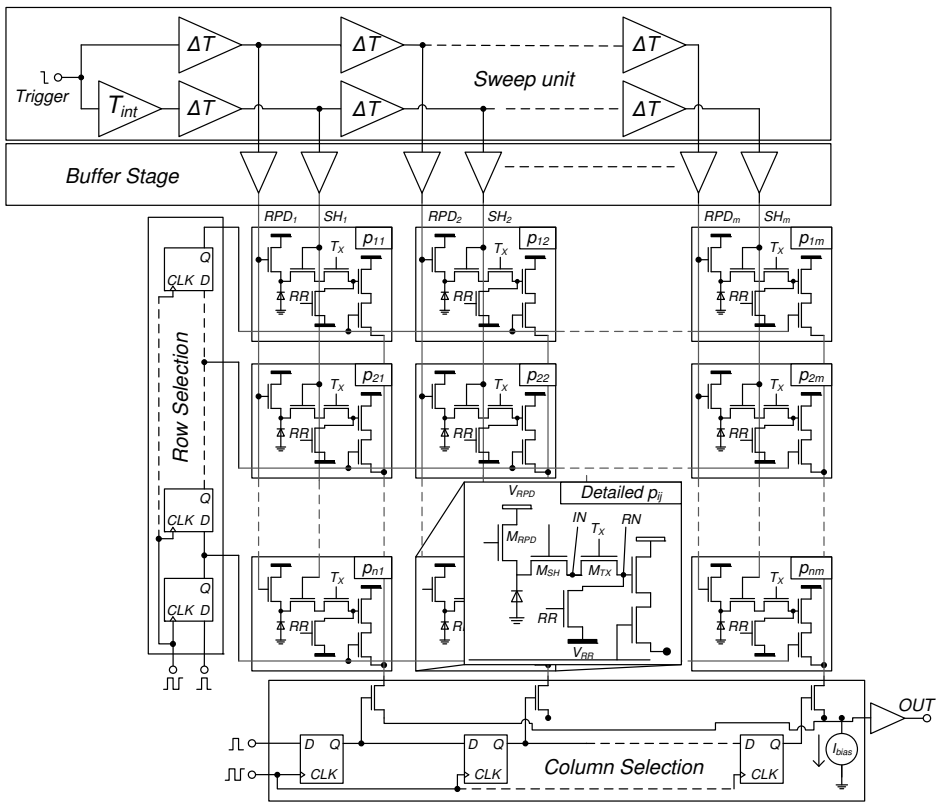 ΔT ΔT ΔT
Trigger
T_int ΔT ΔT ΔT
Sweep unit
Buffer Stage
RPD_1 SH_1 RPD_2 SH_2 RPD_m SH_m
p_11 p_12 p_1m
T_X T_X T_X
RR RR RR
Q
CLK D
Row Selection
p_21 p_22 p_2m
T_X T_X T_X
RR RR RR
Q
CLK D
Q
CLK D
p_n1 p_nm
T_X T_X
RR RR RR
Detailed p_ij
V_RPD
IN T_X RN
M_RPD
M_SH M_TX
RR
V_RR
D Q D Q D Q
CLK CLK CLK
Column Selection
I_bias
OUT